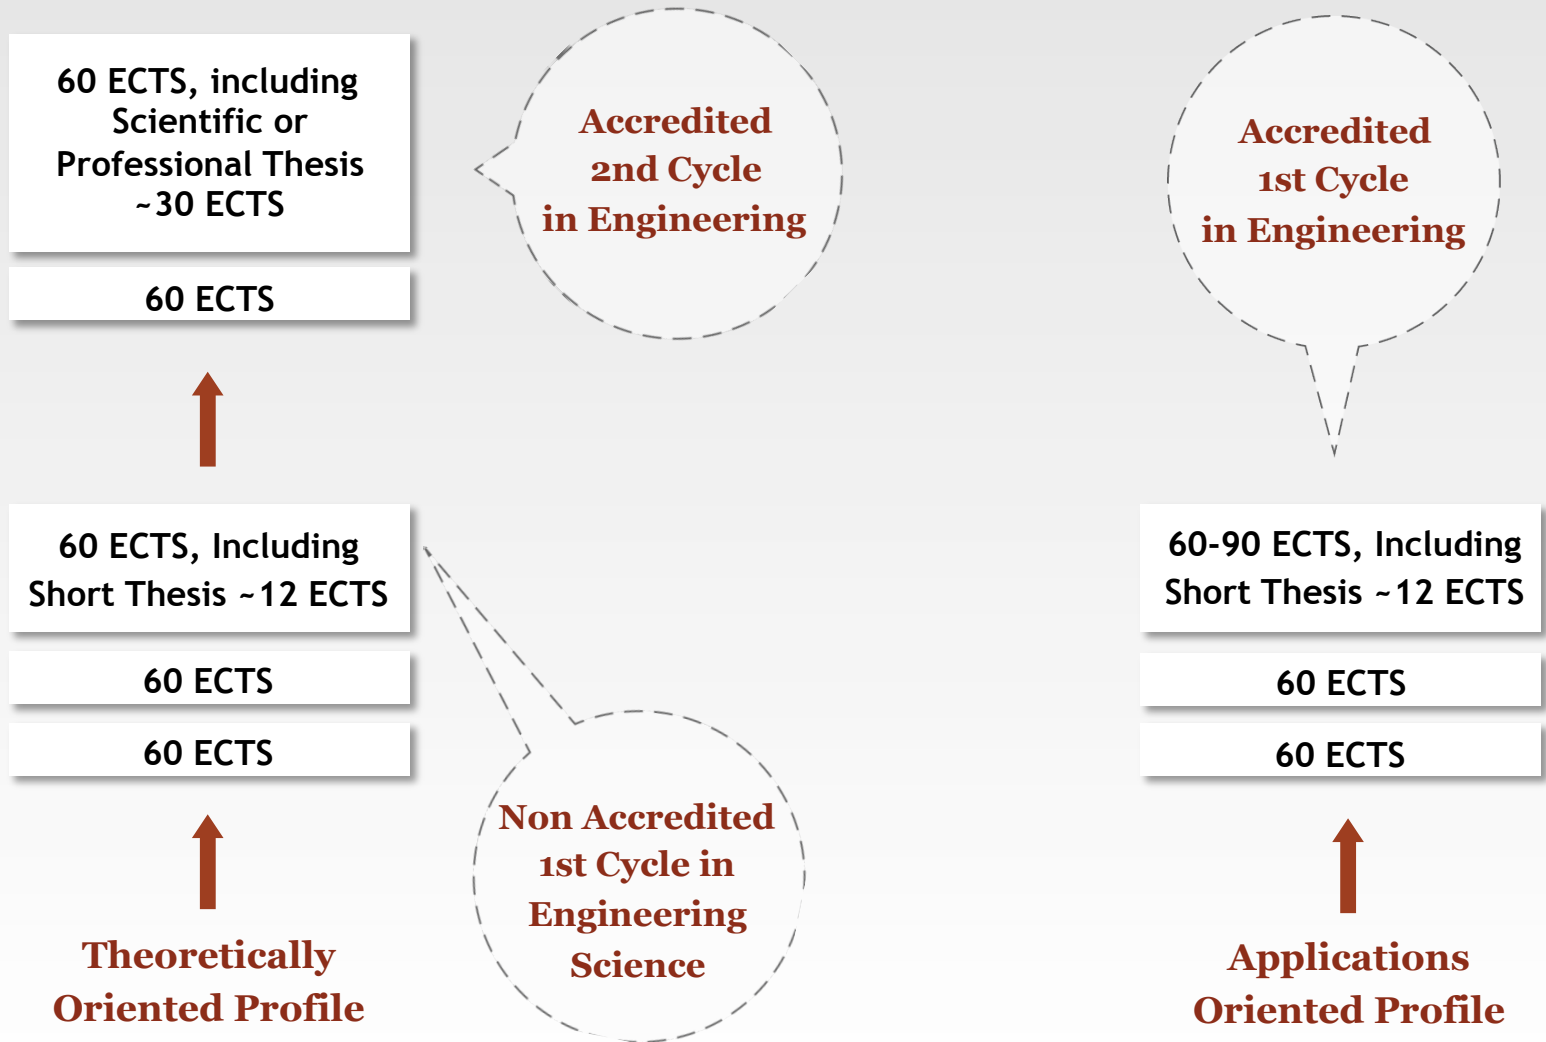 60 ECTS, including
Scientific or
Professional Thesis
~30 ECTS
60 ECTS
Accredited
2nd Cycle
in Engineering
Accredited
1st Cycle
in Engineering
60 ECTS, Including
Short Thesis ~12 ECTS
60 ECTS
60 ECTS
Non Accredited
1st Cycle in
Engineering
Science
Theoretically
Oriented Profile
60-90 ECTS, Including
Short Thesis ~12 ECTS
60 ECTS
60 ECTS
Applications
Oriented Profile